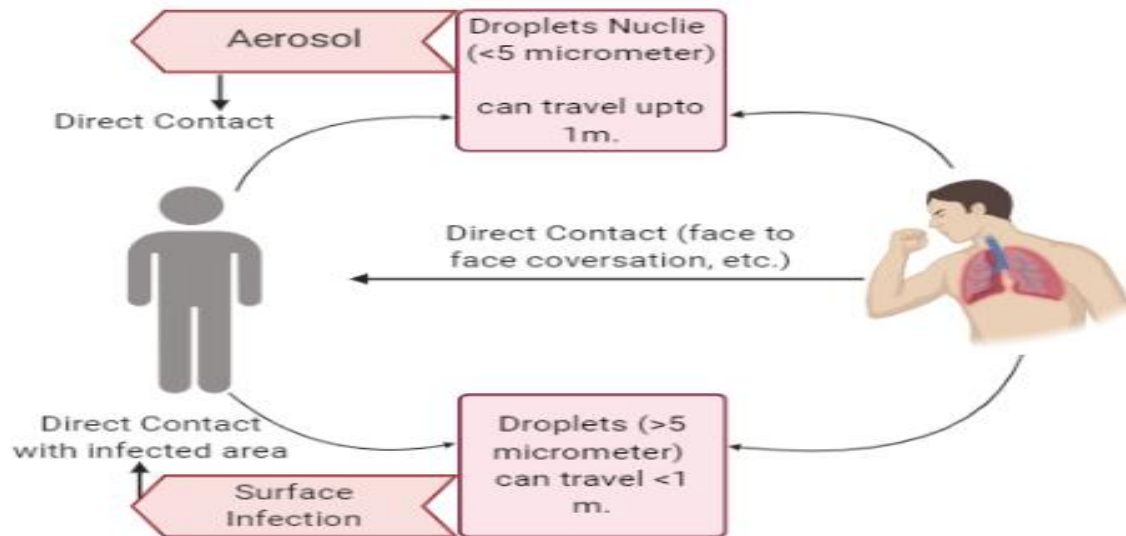 Aerosol
Droplets Nuclie
(<5 micrometer)
can travel upto
1m.
Direct Contact
Direct Contact (face to
face coversation, etc.)
Direct Contact
with infected area
Droplets (>5
micrometer)
can travel <1
m.
Surface
Infection